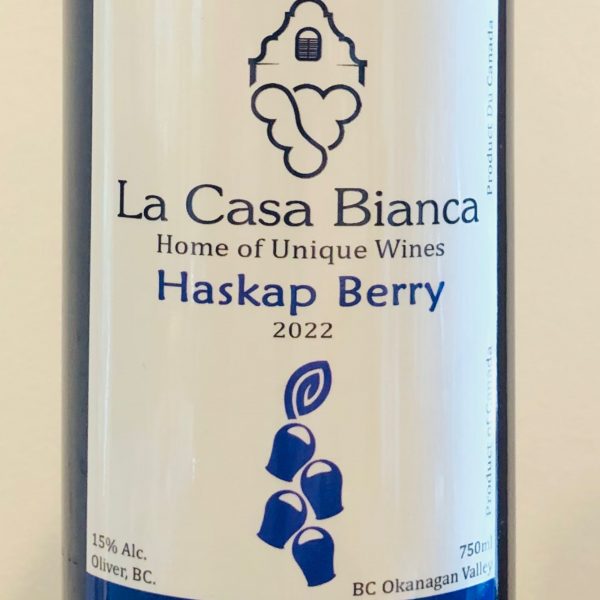 La Casa Bianca
Home of Unique Wines
Haskap Berry
2022
15% Alc.
Oliver, BC.
750ml
BC Okanagan Valley
Product of Canada
Product Du Canada